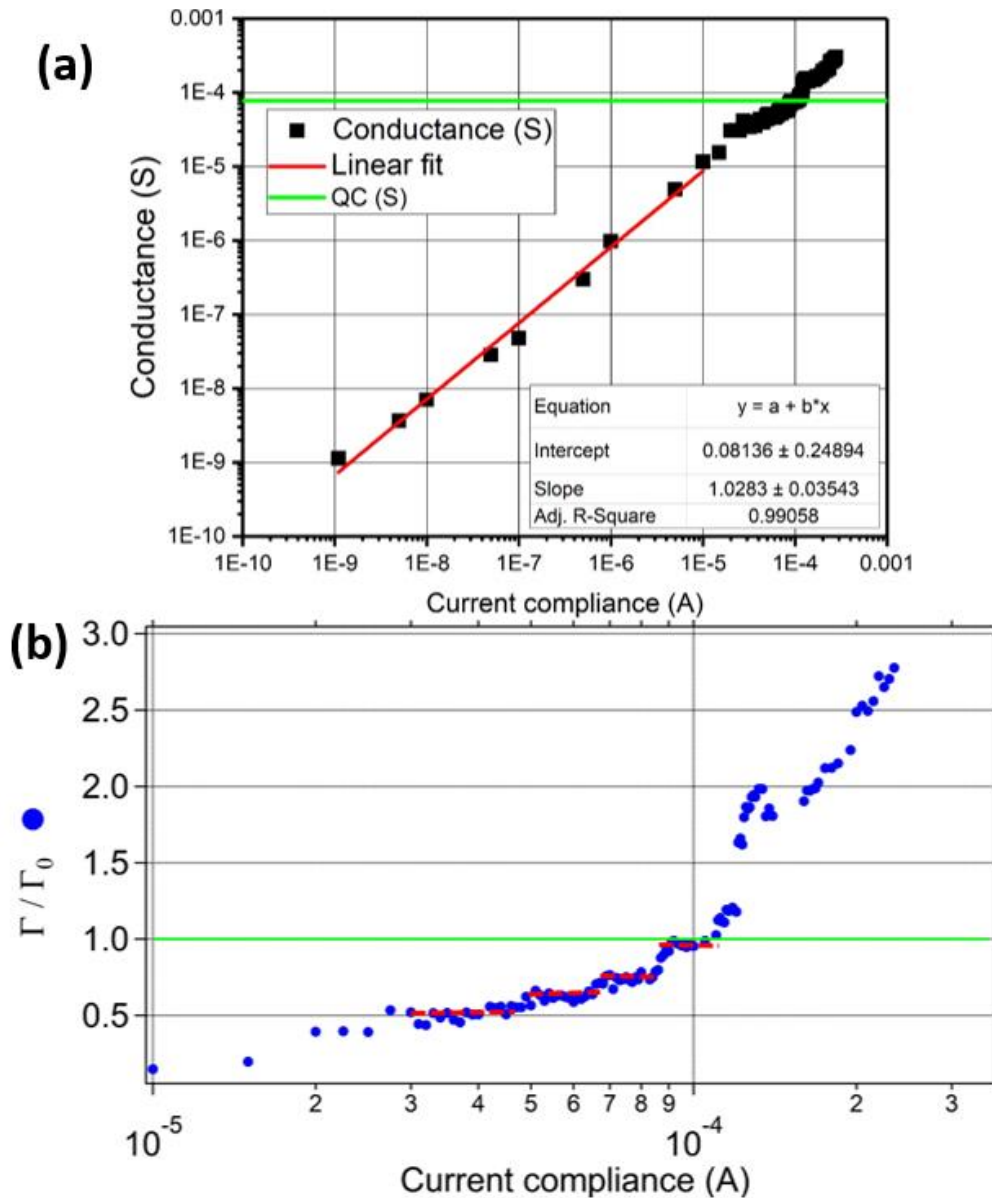 (a)
0.001
1E-4
1E-5
1E-6
1E-7
1E-8
1E-9
1E-10
Conductance (S)
Conductance (S)
Linear fit
QC (S)
Equation y = a + b*x
Intercept 0.08136 ± 0.24894
Slope 1.0283 ± 0.03543
Adj. R-Square 0.99058
1E-10 1E-9 1E-8 1E-7 1E-6 1E-5 1E-4 0.001
Current compliance (A)
(b)
3.0
2.5
2.0
1.5
1.0
0.5
Γ / Γ0
2 3 4 5 6 7 8 9 2 3
10-5 10-4
Current compliance (A)